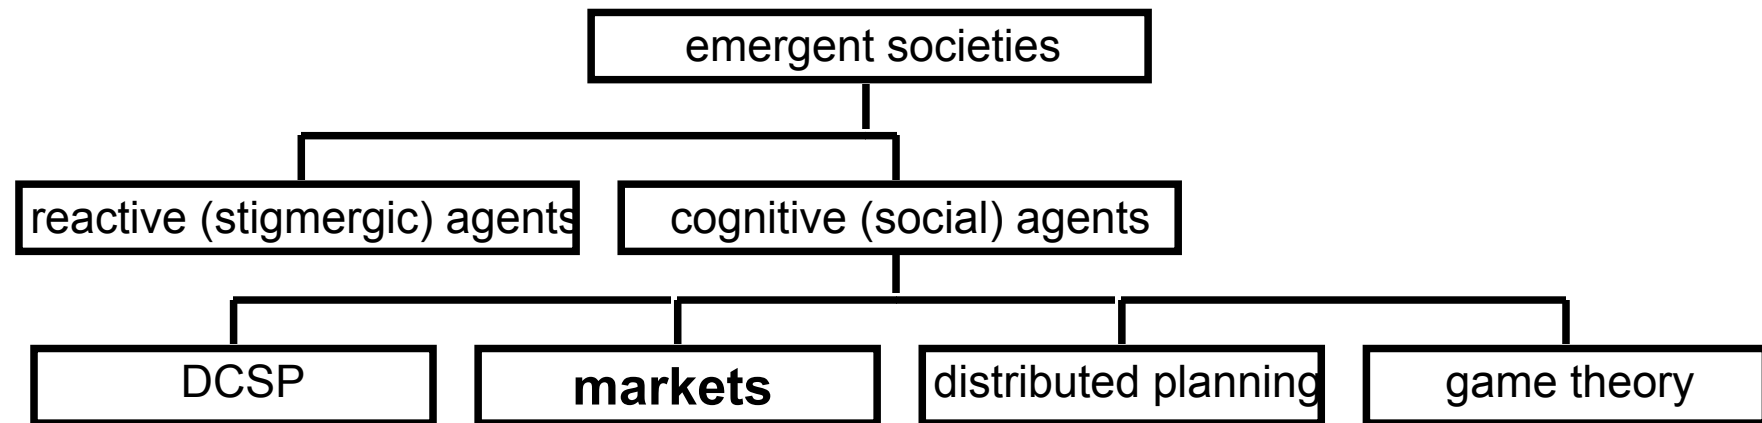 emergent societies
reactive (stigmergic) agents
cognitive (social) agents
DCSP
markets
distributed planning
game theory